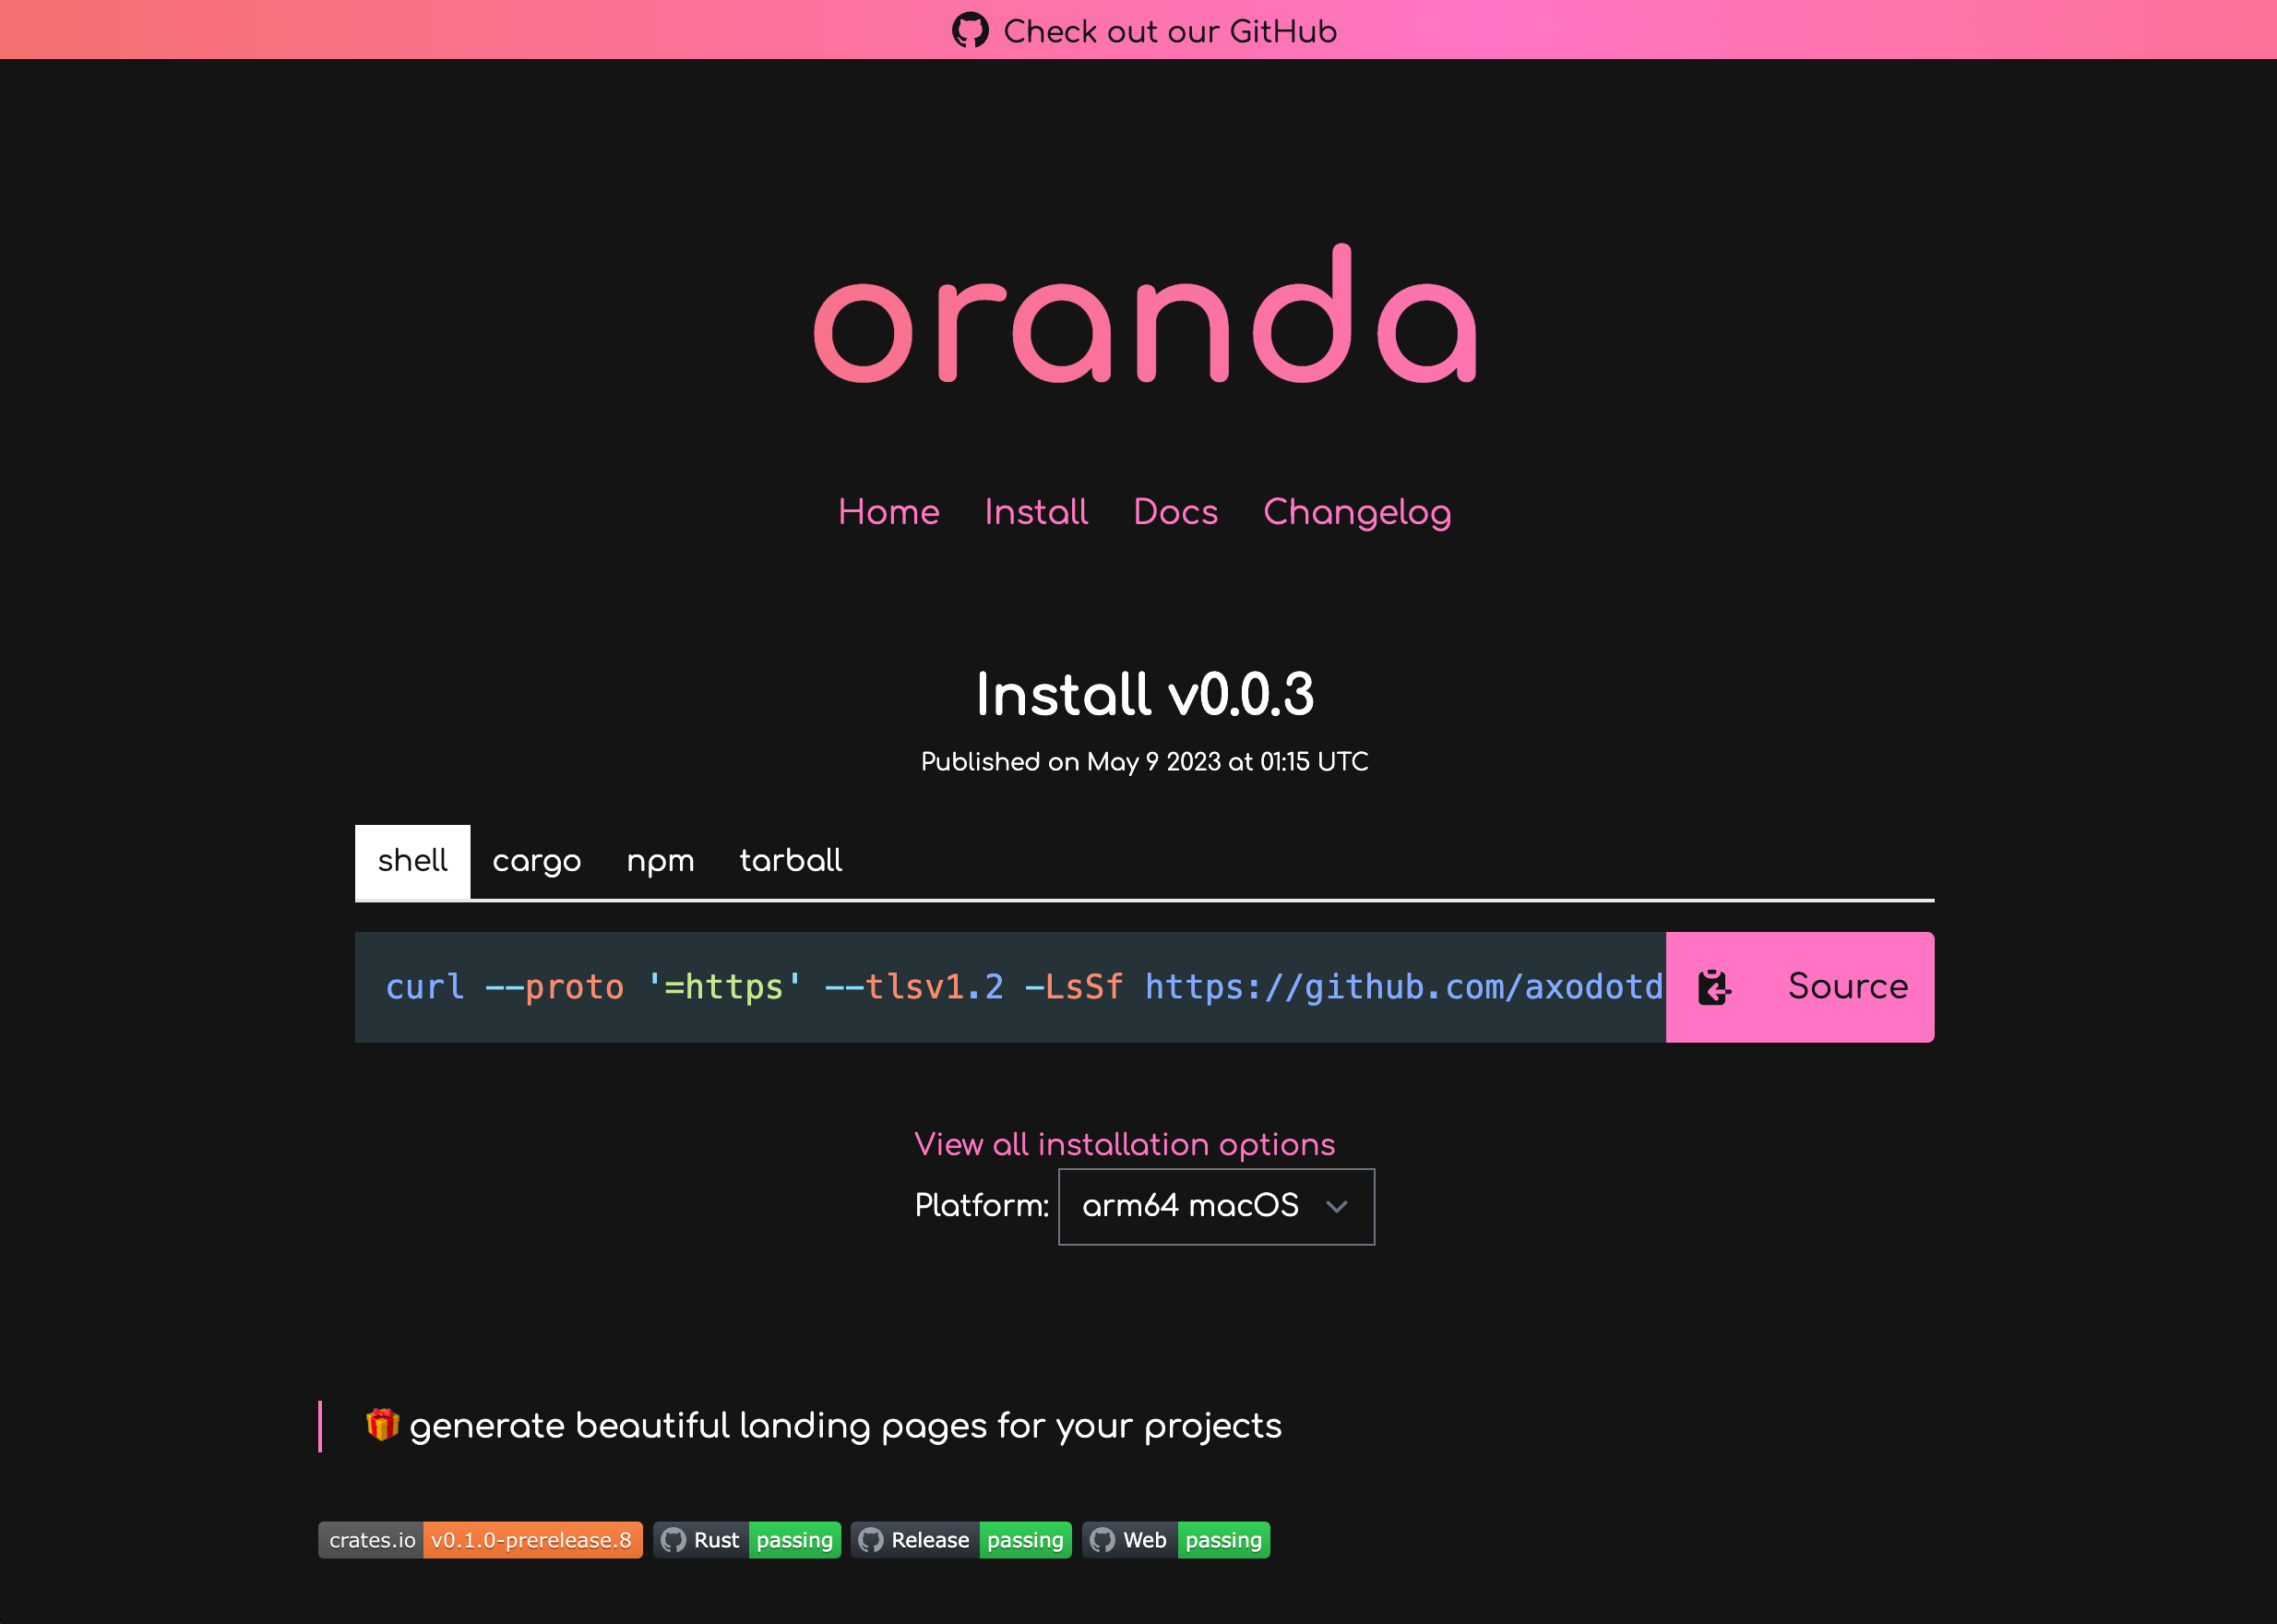 Check out our GitHub
oranda
Home Install Docs Changelog
Install v0.0.3
Published on May 9 2023 at 01:15 UTC
shell cargo npm tarball
curl --proto '=https' --tlsv1.2 -LsSf https://github.com/axodotd Source
View all installation options
Platform: arm64 macOS
🎁 generate beautiful landing pages for your projects
crates.io v0.1.0-prerelease.8 Rust passing Release passing Web passing